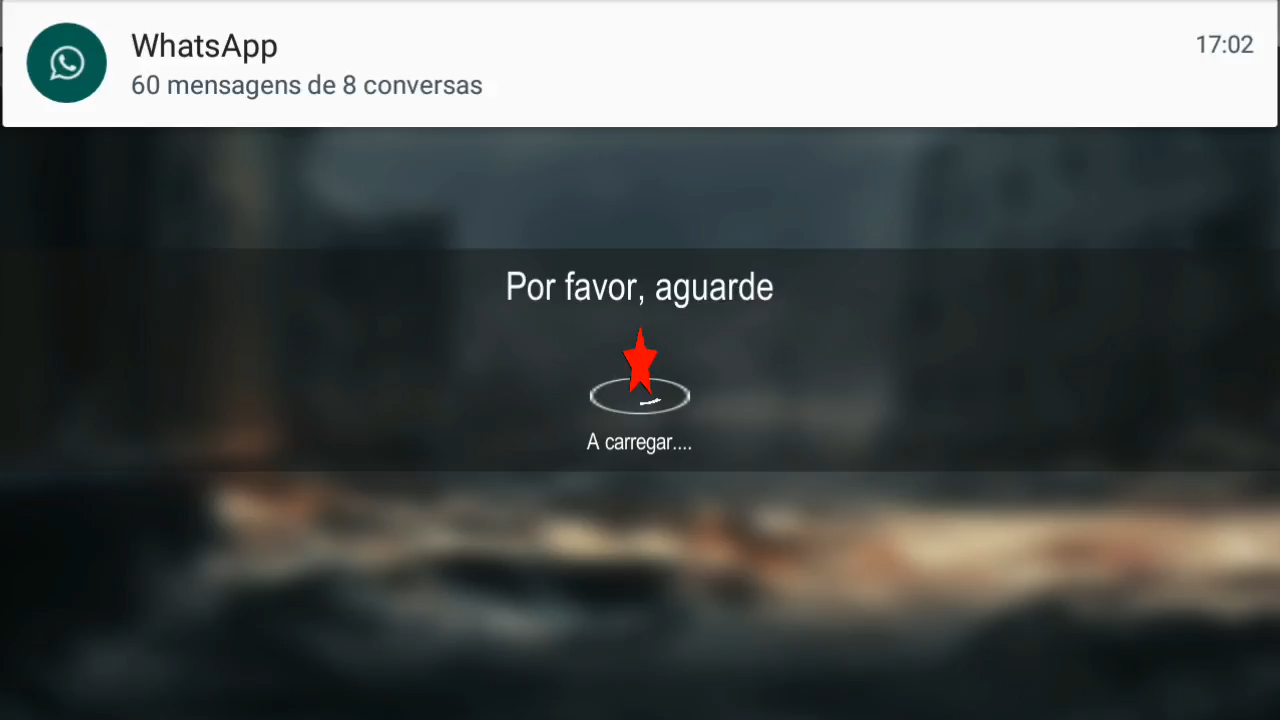 WhatsApp
17:02
60 mensagens de 8 conversas
Por favor, aguarde
A carregar....